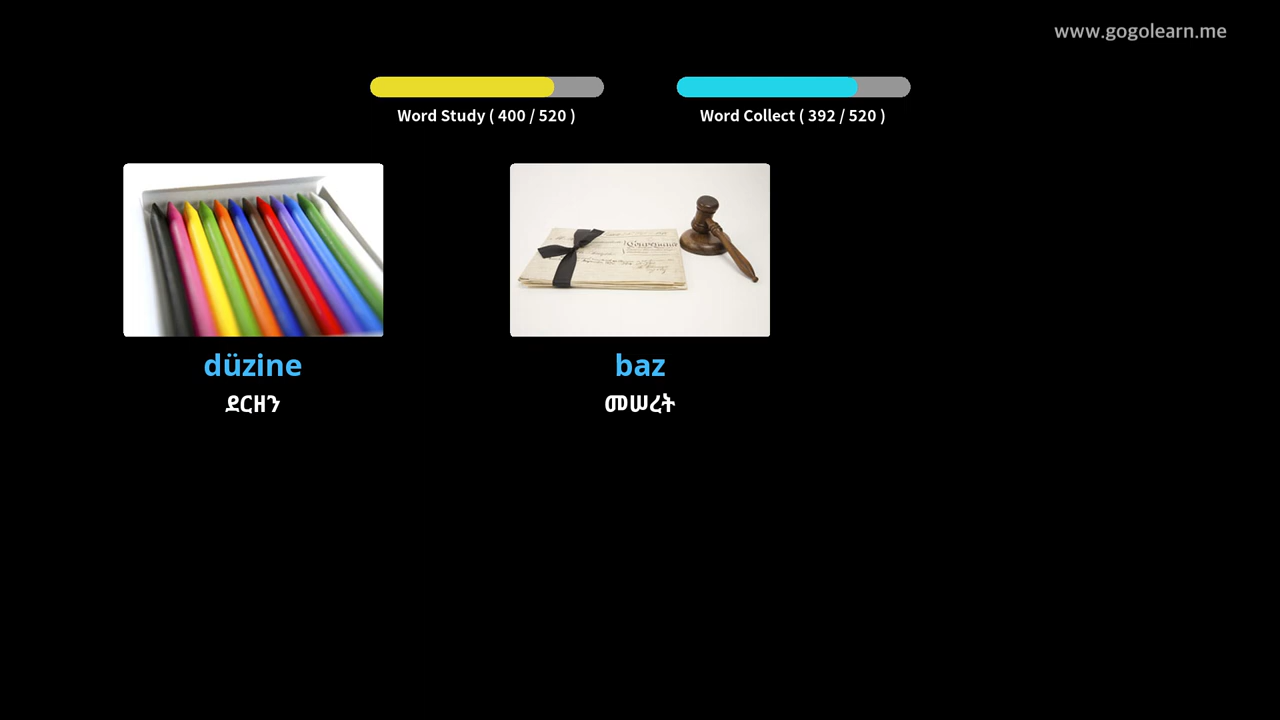 www.gogolearn.me
Word Study ( 400 / 520 )
Word Collect ( 392 / 520 )
düzine
baz
ደርዘን
መሠረት